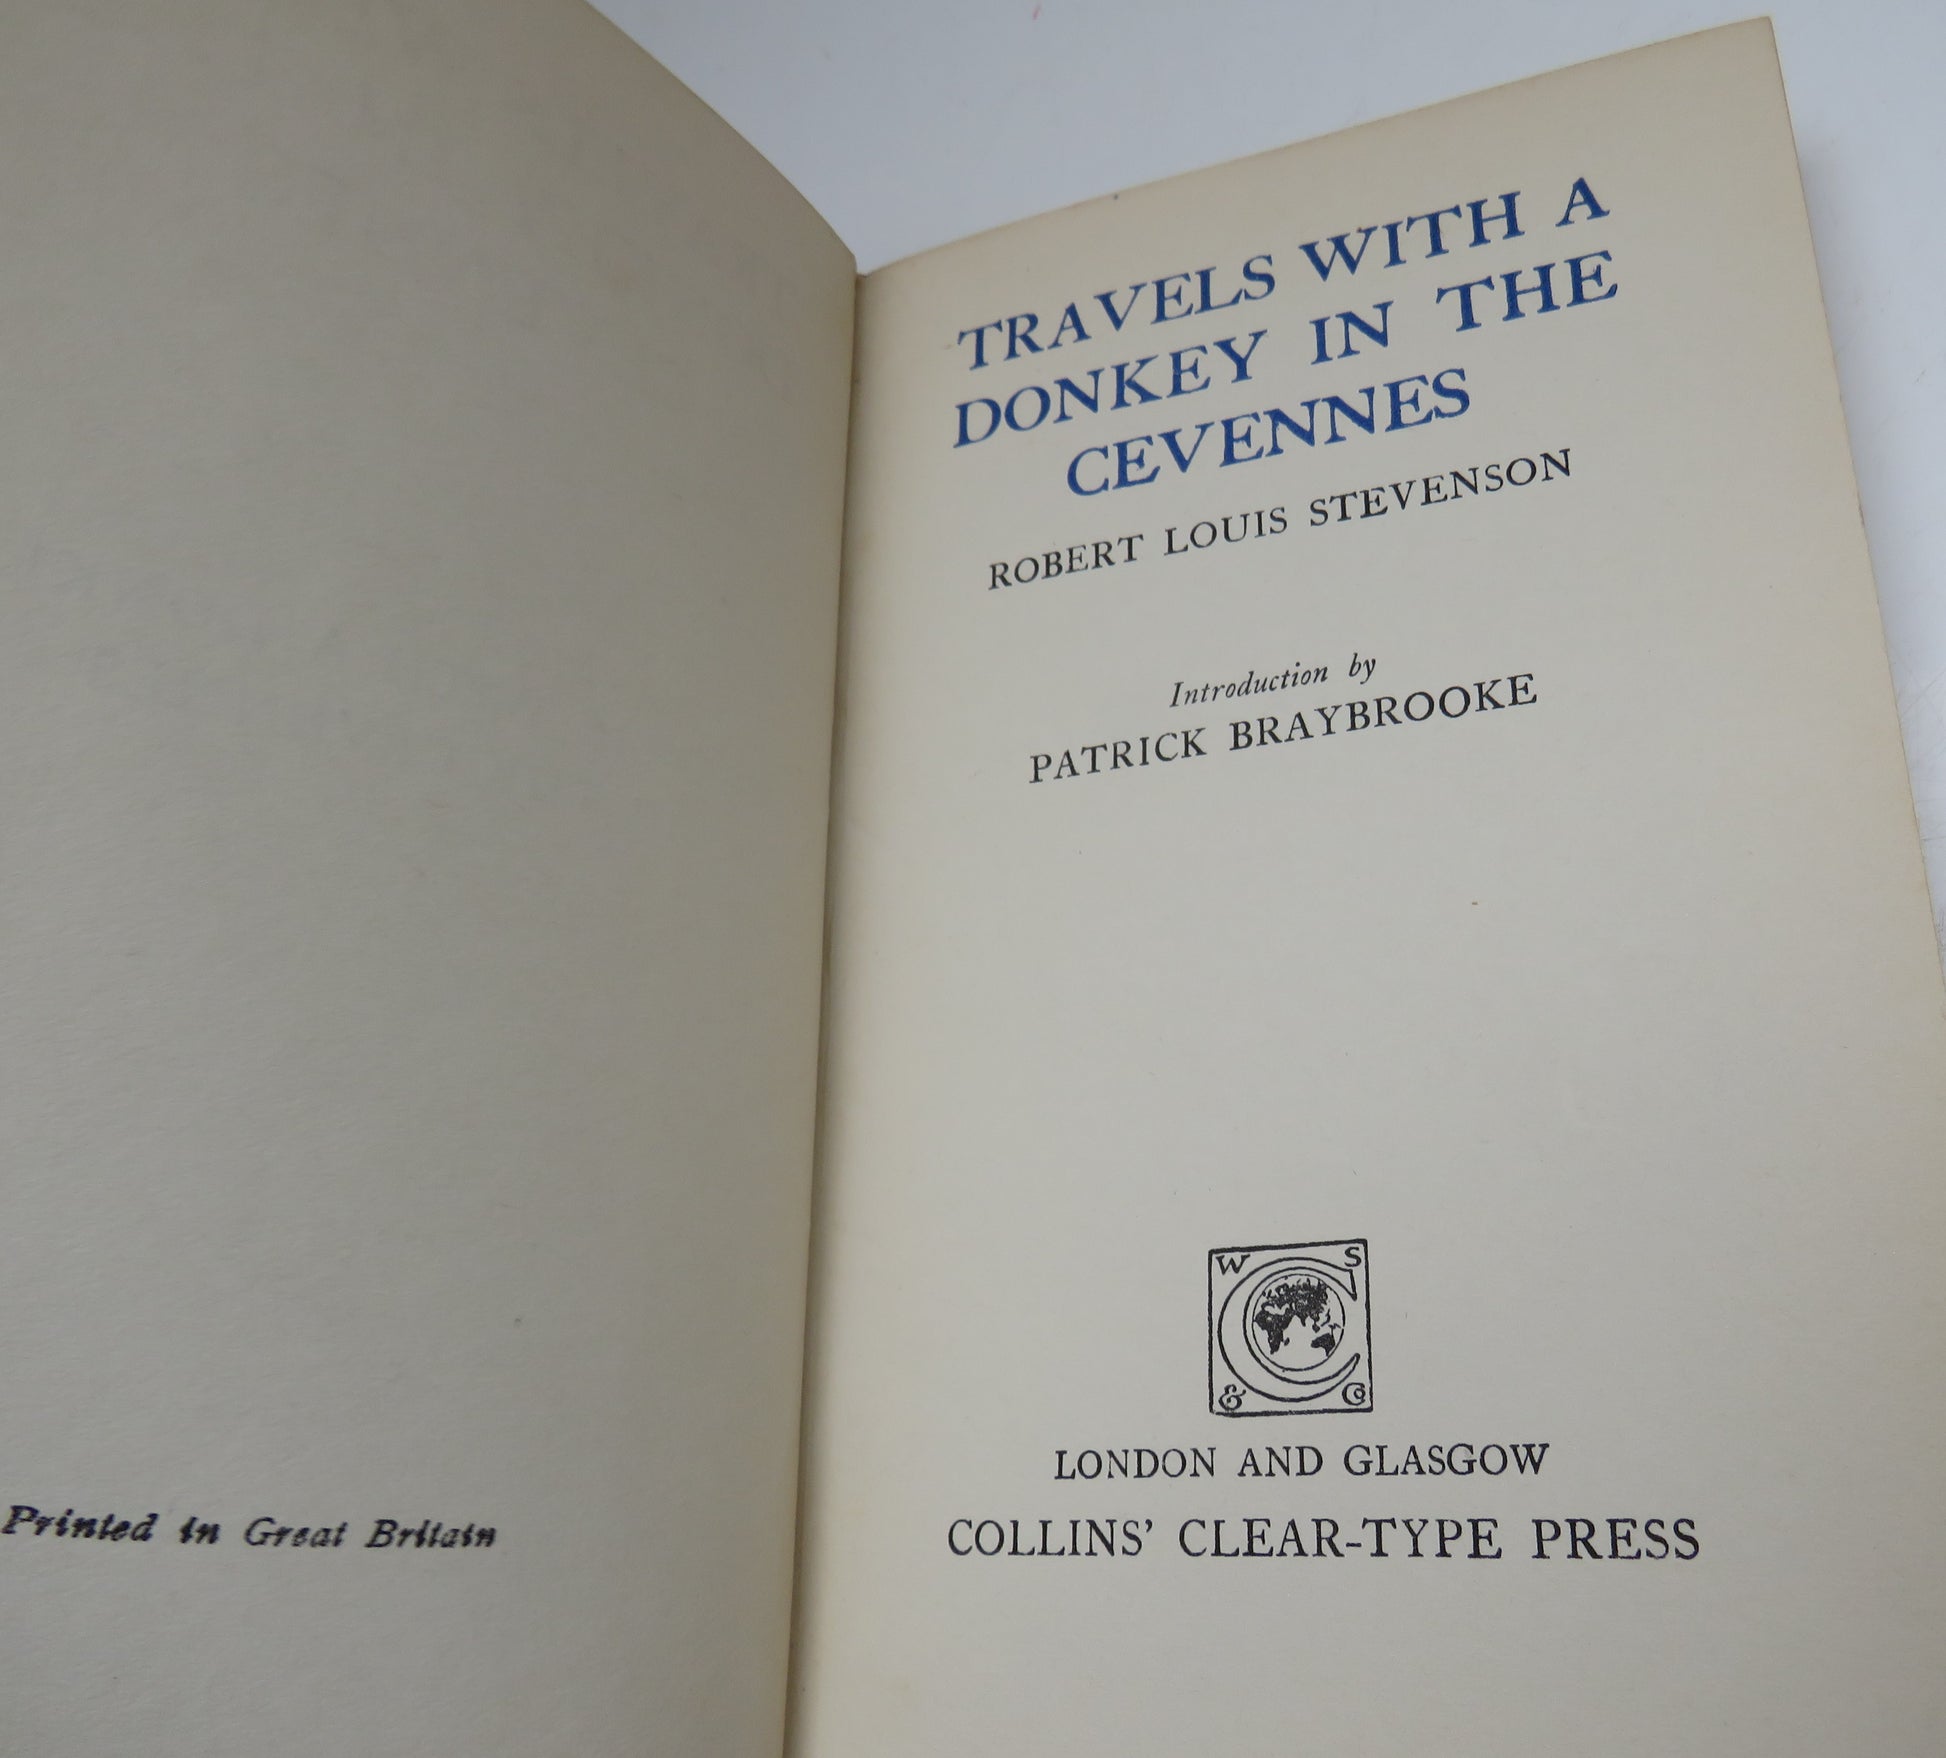 Printed in Great Britain
TRAVELS WITH A
DONKEY IN THE
CEVENNES
ROBERT LOUIS STEVENSON
Introduction by
PATRICK BRAYBROOKE
W S
& Co
LONDON AND GLASGOW
COLLINS' CLEAR-TYPE PRESS